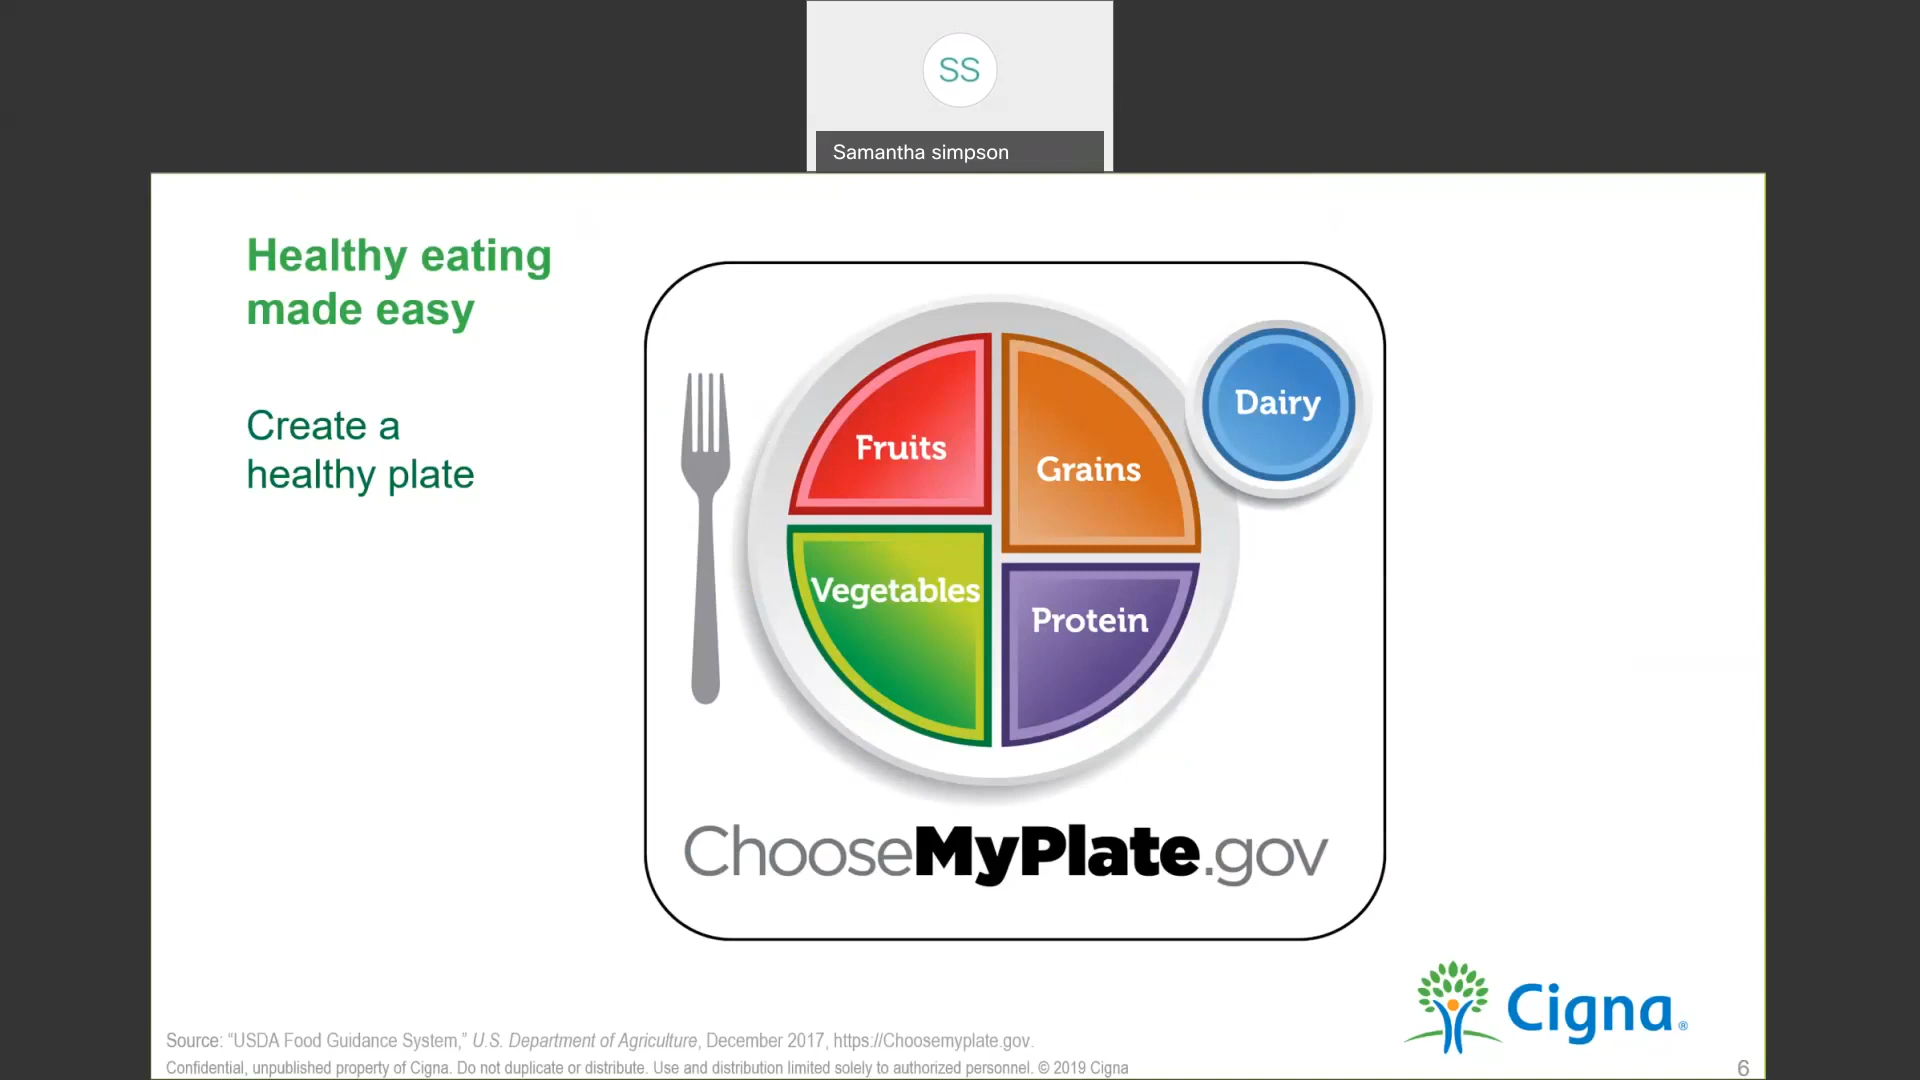 SS
Samantha simpson
Healthy eating
made easy
Create a
healthy plate
Fruits
Grains
Dairy
Vegetables
Protein
ChooseMyPlate.gov
Cigna®
Source: “USDA Food Guidance System,” U.S. Department of Agriculture, December 2017, https://Choosemyplate.gov.
Confidential, unpublished property of Cigna. Do not duplicate or distribute. Use and distribution limited solely to authorized personnel. © 2019 Cigna
6